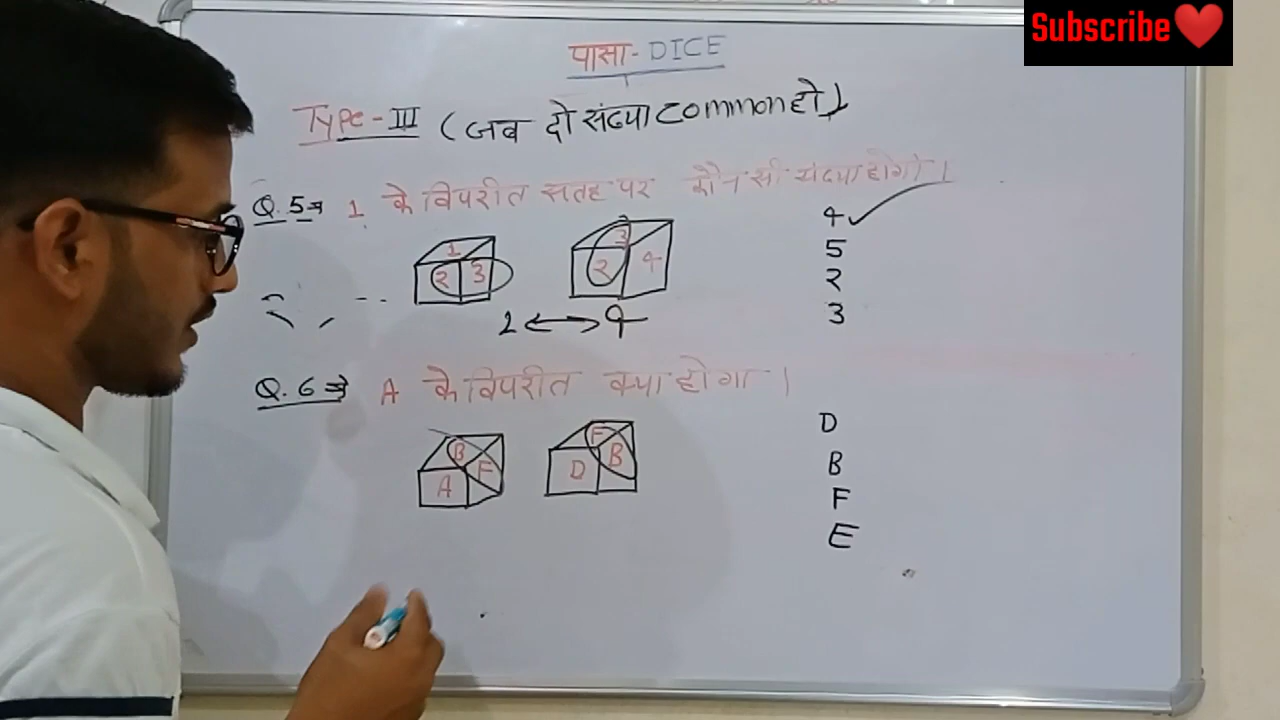 Subscribe❤️
पासा - DICE
Type - III ( जब दो संख्या common हो )
Q. 5 ⇒ 1 के विपरीत सतह पर कौन सी संख्या होगी।
1 2 3
3 2 4
4 ✓
5
2
3
1 ↔ 4
Q. 6 ⇒ A के विपरीत क्या होगा।
B F A
F D B
D
B
F
E